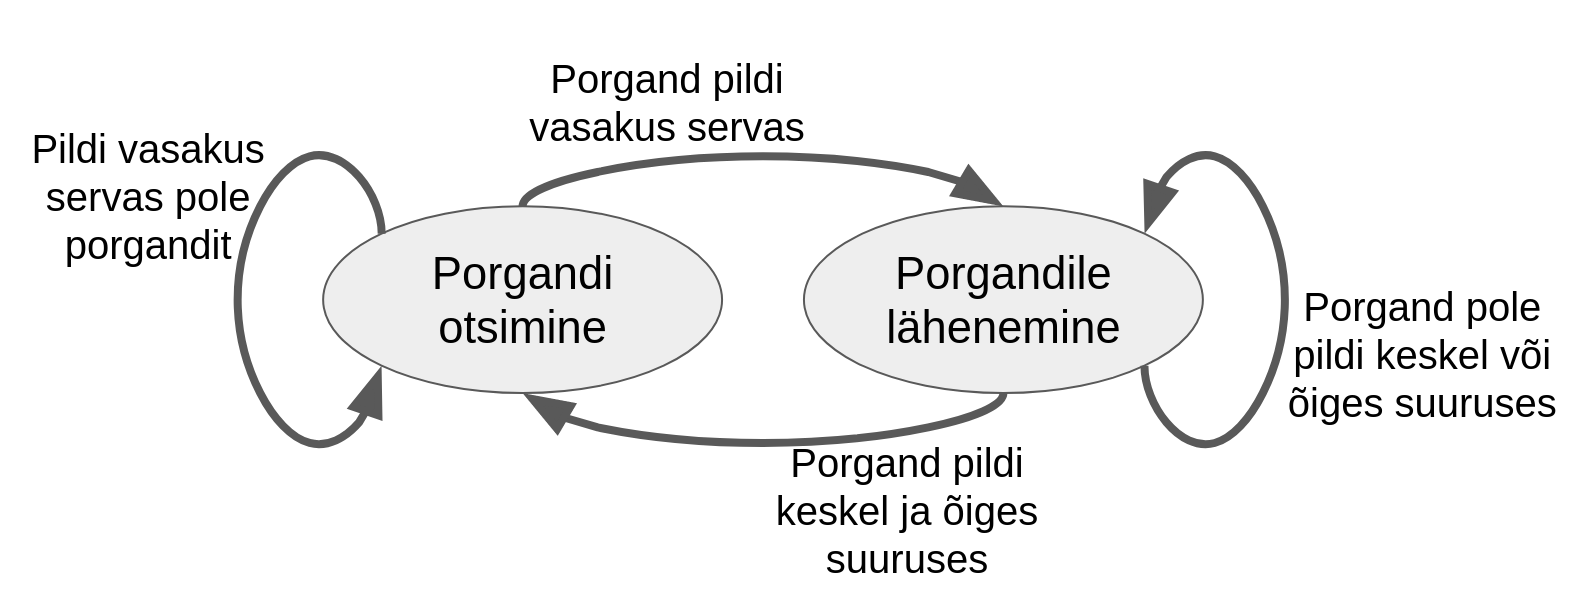 Porgand pildi
vasakus servas
Pildi vasakus
servas pole
porgandit
Porgandi
otsimine
Porgandile
lähenemine
Porgand pole
pildi keskel või
õiges suuruses
Porgand pildi
keskel ja õiges
suuruses